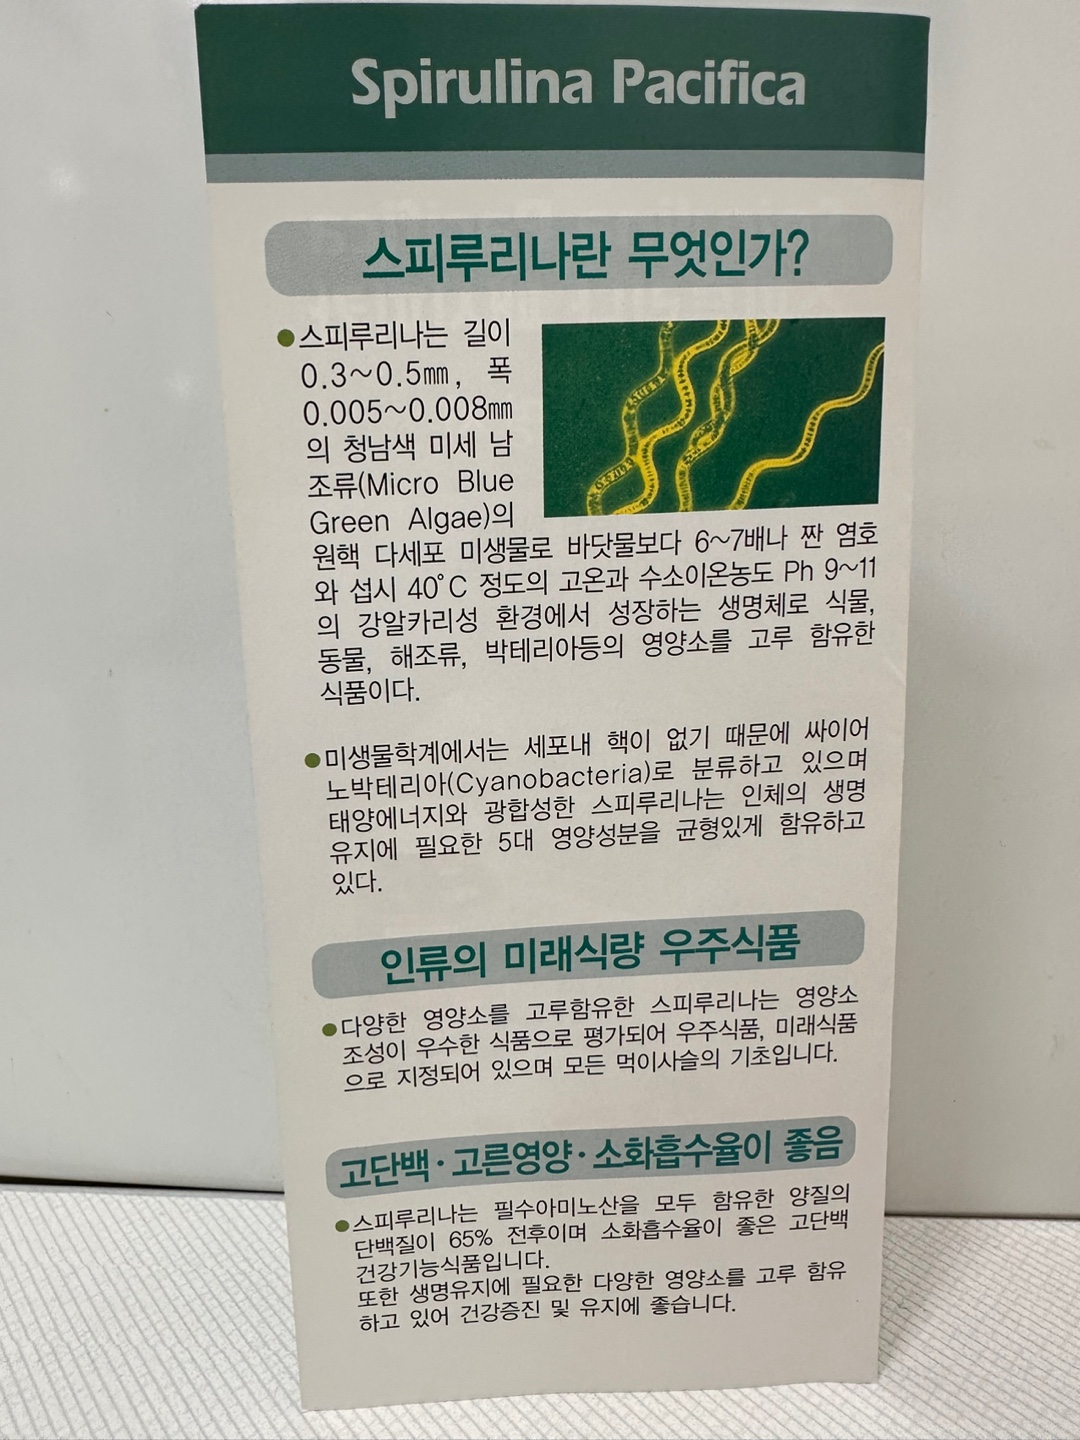 Spirulina Pacifica
스피루리나란 무엇인가?
●스피루리나는 길이
0.3~0.5㎜, 폭
0.005~0.008㎜
의 청남색 미세 남
조류(Micro Blue
Green Algae)의
원핵 다세포 미생물로 바닷물보다 6~7배나 짠 염호
와 섭시 40°C 정도의 고온과 수소이온농도 Ph 9~11
의 강알카리성 환경에서 성장하는 생명체로 식물,
동물, 해조류, 박테리아등의 영양소를 고루 함유한
식품이다.
●미생물학계에서는 세포내 핵이 없기 때문에 싸이어
노박테리아(Cyanobacteria)로 분류하고 있으며
태양에너지와 광합성한 스피루리나는 인체의 생명
유지에 필요한 5대 영양성분을 균형있게 함유하고
있다.
인류의 미래식량 우주식품
●다양한 영양소를 고루함유한 스피루리나는 영양소
조성이 우수한 식품으로 평가되어 우주식품, 미래식품
으로 지정되어 있으며 모든 먹이사슬의 기초입니다.
고단백·고른영양·소화흡수율이 좋음
●스피루리나는 필수아미노산을 모두 함유한 양질의
단백질이 65% 전후이며 소화흡수율이 좋은 고단백
건강기능식품입니다.
또한 생명유지에 필요한 다양한 영양소를 고루 함유
하고 있어 건강증진 및 유지에 좋습니다.